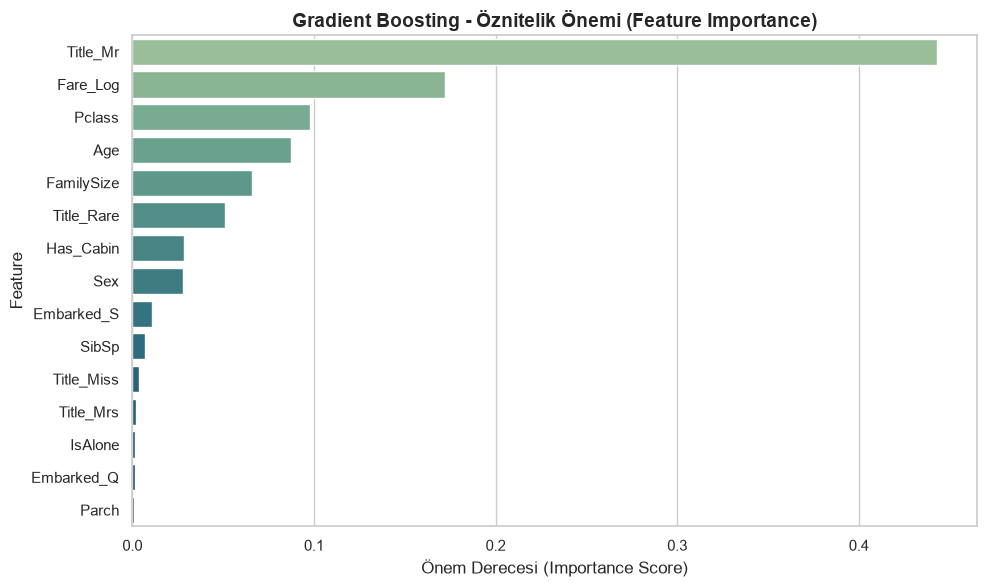 Gradient Boosting - Öznitelik Önemi (Feature Importance)
Title_Mr
Fare_Log
Pclass
Age
FamilySize
Title_Rare
Has_Cabin
Sex
Embarked_S
SibSp
Title_Miss
Title_Mrs
IsAlone
Embarked_Q
Parch
Feature
0.0 0.1 0.2 0.3 0.4
Önem Derecesi (Importance Score)